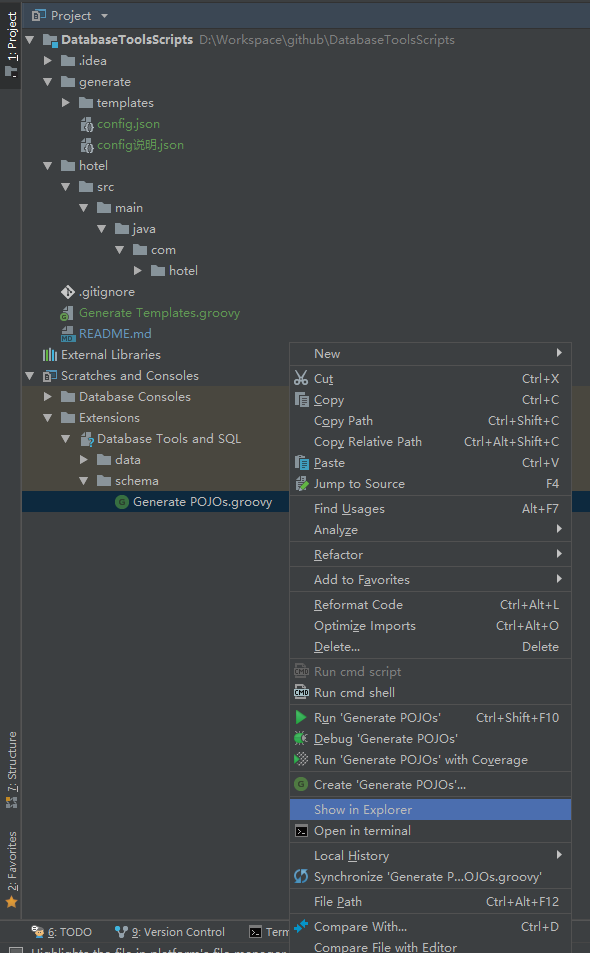 Project
1: Project
DatabaseToolsScripts D:\Workspace\github\DatabaseToolsScripts
.idea
generate
templates
config.json
config说明.json
hotel
src
main
java
com
hotel
.gitignore
Generate Templates.groovy
README.md
External Libraries
Scratches and Consoles
Database Consoles
Extensions
Database Tools and SQL
data
schema
Generate POJOs.groovy
New
Cut Ctrl+X
Copy Ctrl+C
Copy Path Ctrl+Shift+C
Copy Relative Path Ctrl+Alt+Shift+C
Paste Ctrl+V
Jump to Source F4
Find Usages Alt+F7
Analyze
Refactor
Add to Favorites
Reformat Code Ctrl+Alt+L
Optimize Imports Ctrl+Alt+O
Delete... Delete
Run cmd script
Run cmd shell
Run 'Generate POJOs' Ctrl+Shift+F10
Debug 'Generate POJOs'
Run 'Generate POJOs' with Coverage
Create 'Generate POJOs'...
Show in Explorer
Open in terminal
Local History
Synchronize 'Generate P...OJOs.groovy'
File Path Ctrl+Alt+F12
Compare With... Ctrl+D
Compare File with Editor
7: Structure
2: Favorites
6: TODO 9: Version Control Term
Highlights the file in platform's file manager